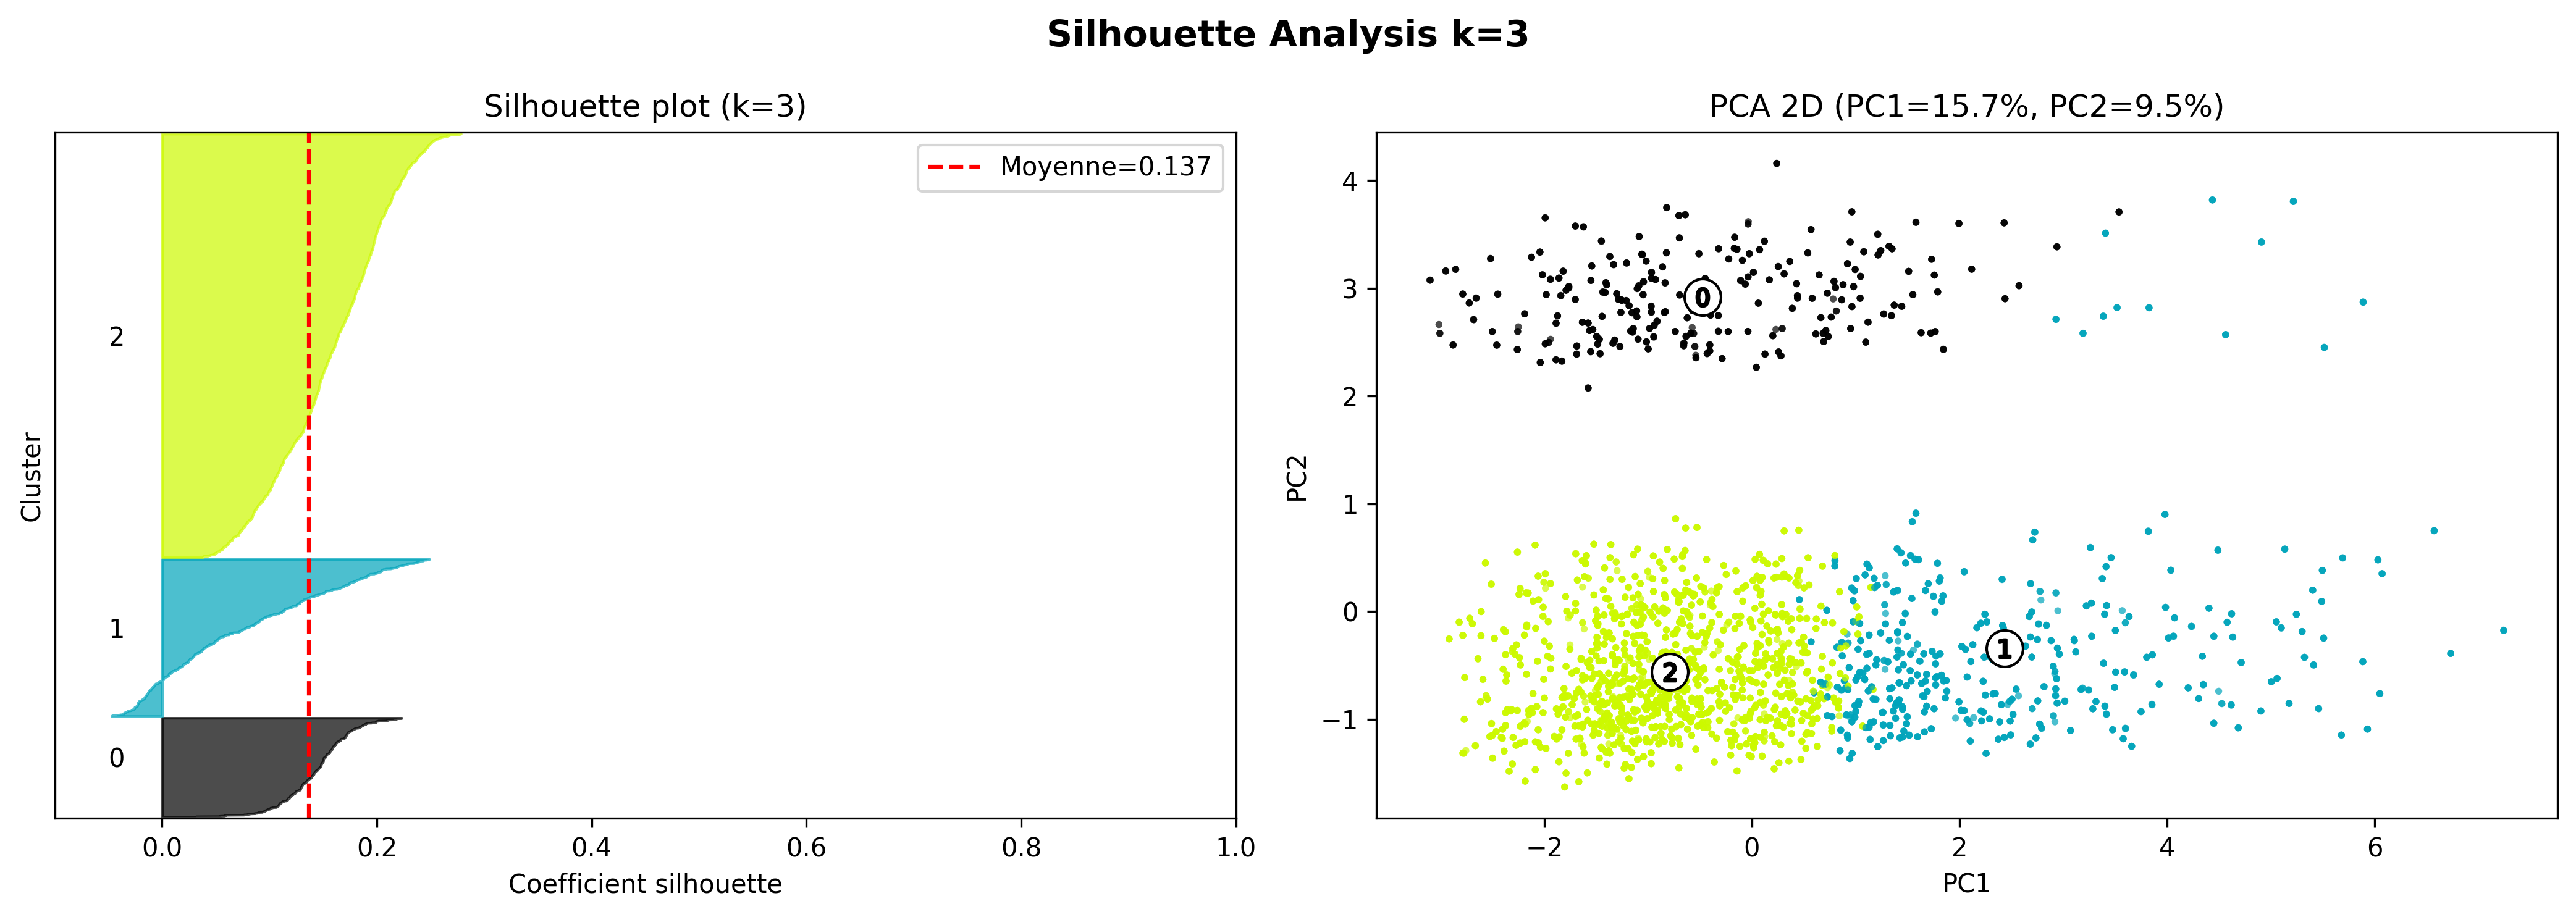 Silhouette Analysis k=3
Silhouette plot (k=3)
Moyenne=0.137
2
1
0
Cluster
0.0 0.2 0.4 0.6 0.8 1.0
Coefficient silhouette
PCA 2D (PC1=15.7%, PC2=9.5%)
4
3
2
1
0
−1
PC2
0
1
2
−2 0 2 4 6
PC1